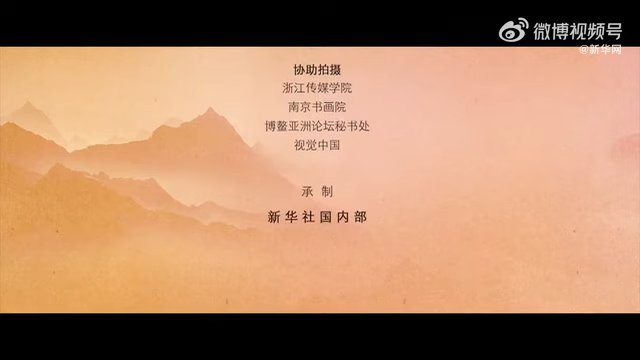 微博视频号
@新华网
协助拍摄
浙江传媒学院
南京书画院
博鳌亚洲论坛秘书处
视觉中国
承制
新华社国内部